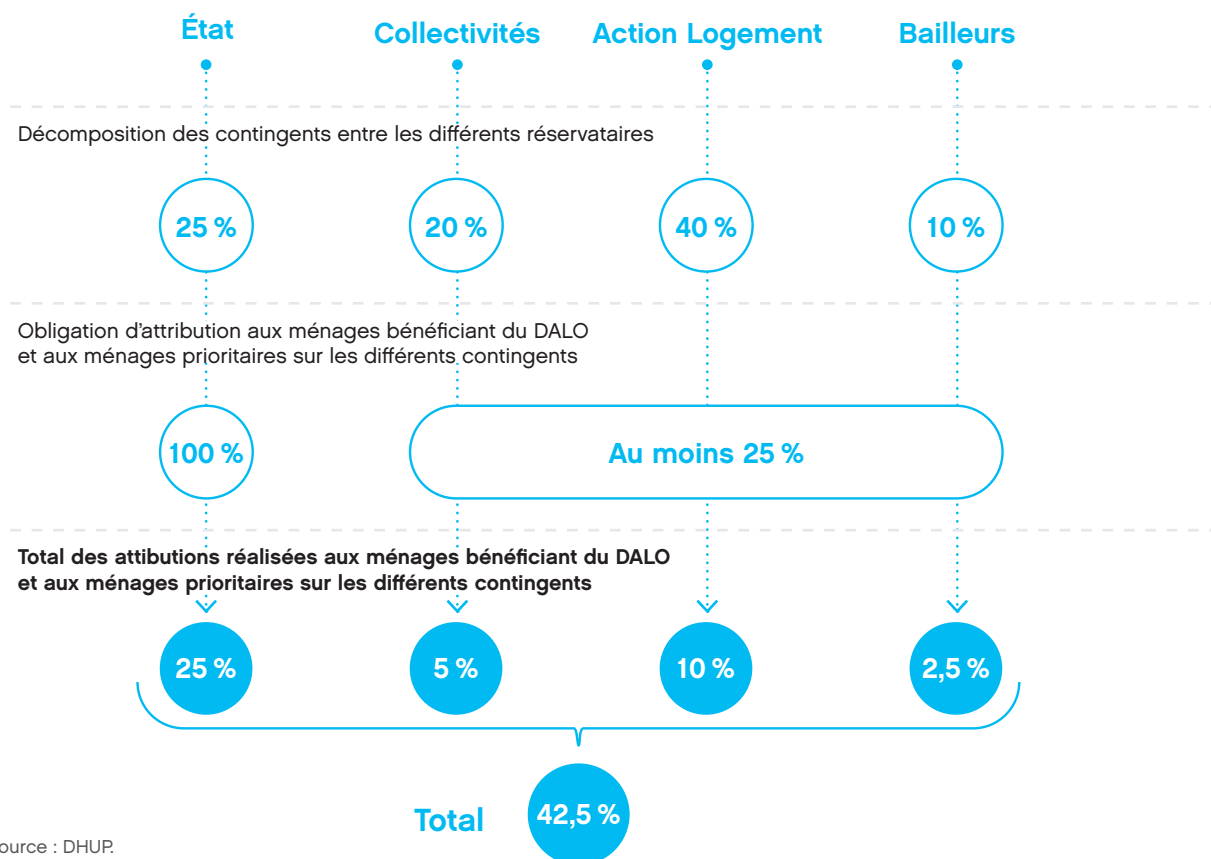 État Collectivités Action Logement Bailleurs
Décomposition des contingents entre les différents réservataires
25 % 20 % 40 % 10 %
Obligation d'attribution aux ménages bénéficiant du DALO
et aux ménages prioritaires sur les différents contingents
100 % Au moins 25 %
Total des attibutions réalisées aux ménages bénéficiant du DALO
et aux ménages prioritaires sur les différents contingents
25 % 5 % 10 % 2,5 %
Total 42,5 %
ource : DHUP.